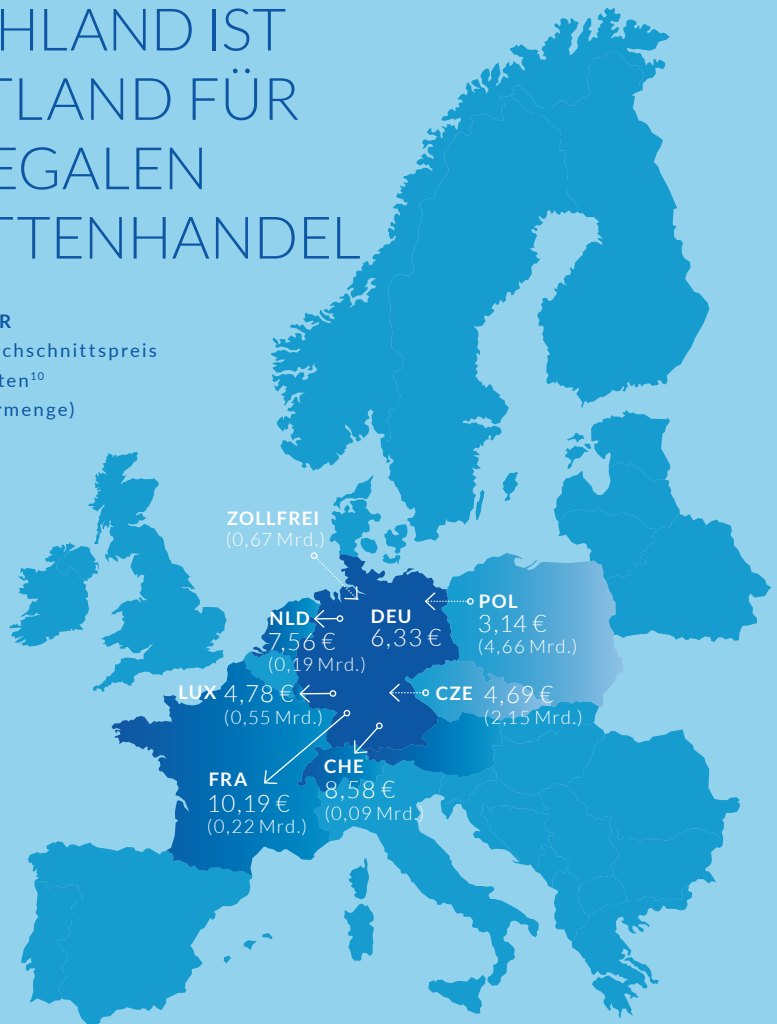 HLAND IST
TLAND FÜR
EGALEN
TTENHANDEL
R
chschnittspreis
ten¹⁰
rmenge)
ZOLLFREI
(0,67 Mrd.)
NLD
7,56 €
(0,19 Mrd.)
DEU
6,33 €
POL
3,14 €
(4,66 Mrd.)
LUX 4,78 €
(0,55 Mrd.)
CZE 4,69 €
(2,15 Mrd.)
FRA
10,19 €
(0,22 Mrd.)
CHE
8,58 €
(0,09 Mrd.)